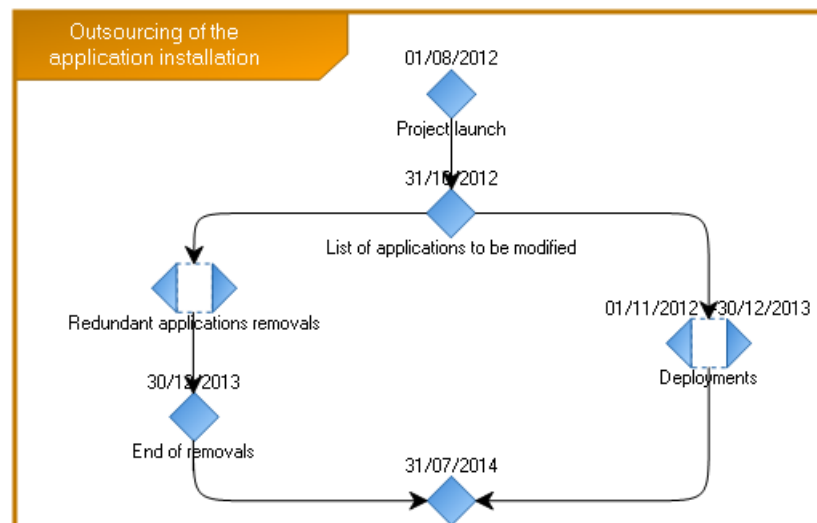 Outsourcing of the
application installation
01/08/2012
Project launch
31/10/2012
List of applications to be modified
Redundant applications removals
01/11/2012 30/12/2013
Deployments
30/12/2013
End of removals
31/07/2014